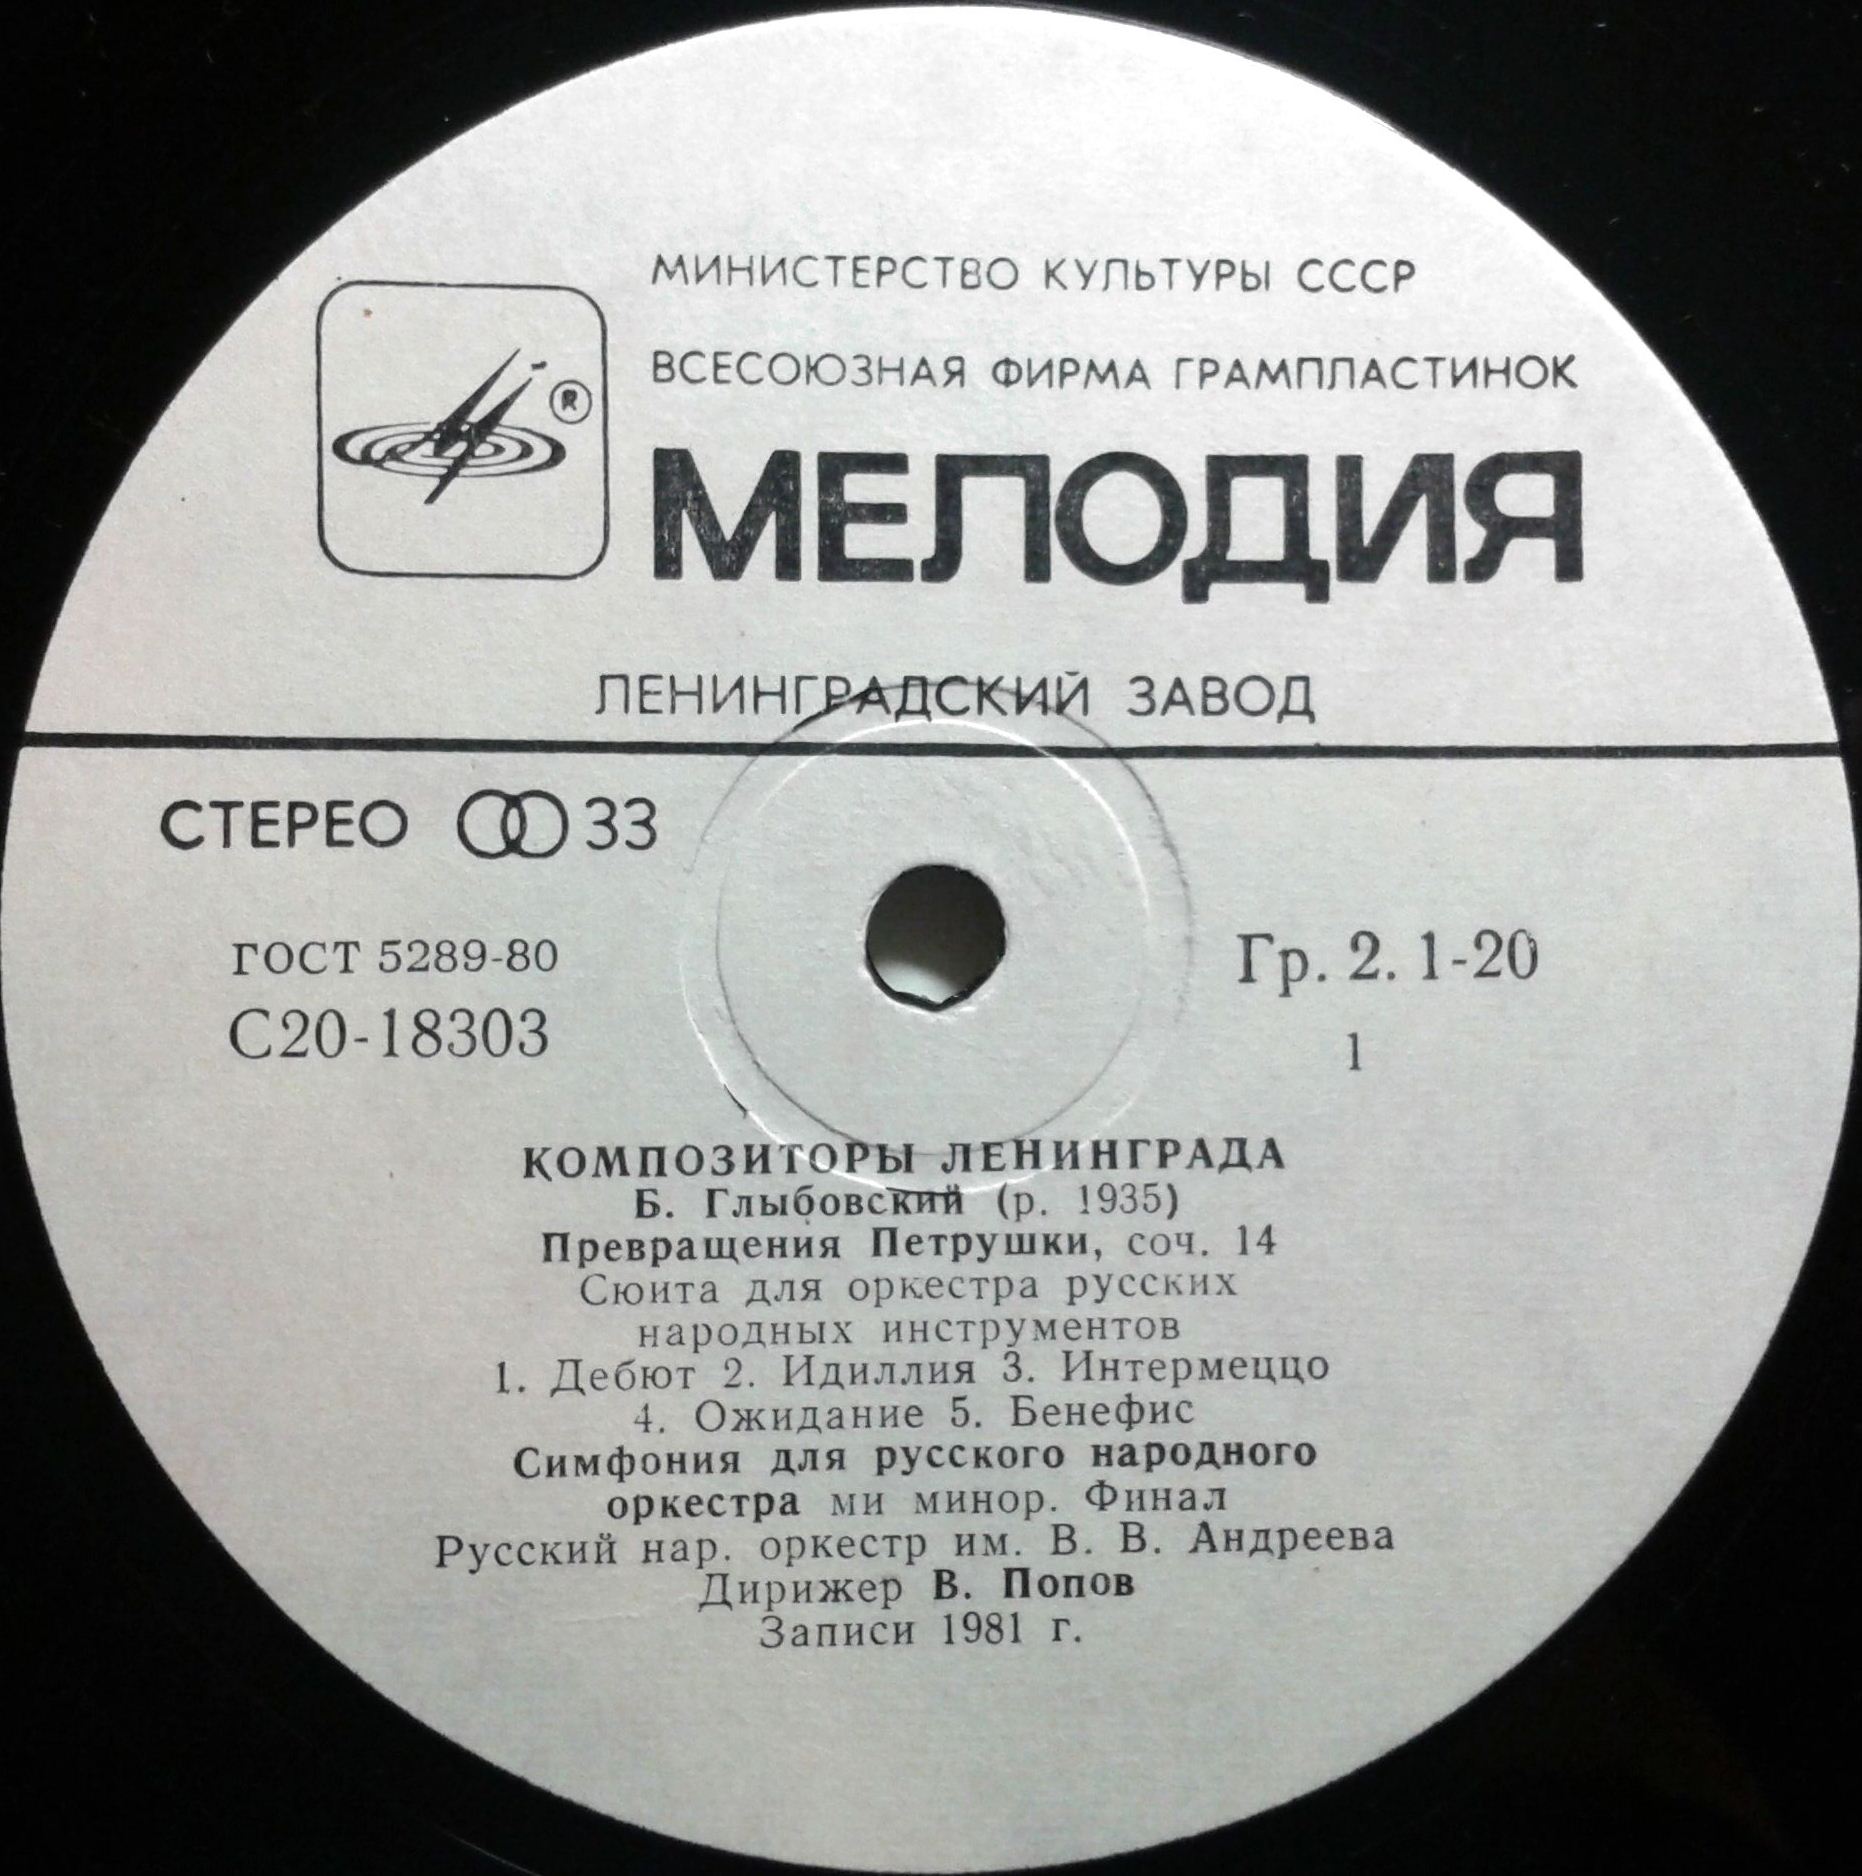 МИНИСТЕРСТВО КУЛЬТУРЫ СССР
ВСЕСОЮЗНАЯ ФИРМА ГРАМПЛАСТИНОК
®
МЕЛОДИЯ
ЛЕНИНГРАДСКИЙ ЗАВОД
СТЕРЕО 33
ГОСТ 5289-80
Гр. 2. 1-20
С20-18303
1
КОМПОЗИТОРЫ ЛЕНИНГРАДА
Б. Глыбовский (р. 1935)
Превращения Петрушки, соч. 14
Сюита для оркестра русских
народных инструментов
1. Дебют 2. Идиллия 3. Интермеццо
4. Ожидание 5. Бенефис
Симфония для русского народного
оркестра ми минор. Финал
Русский нар. оркестр им. В. В. Андреева
Дирижер В. Попов
Записи 1981 г.